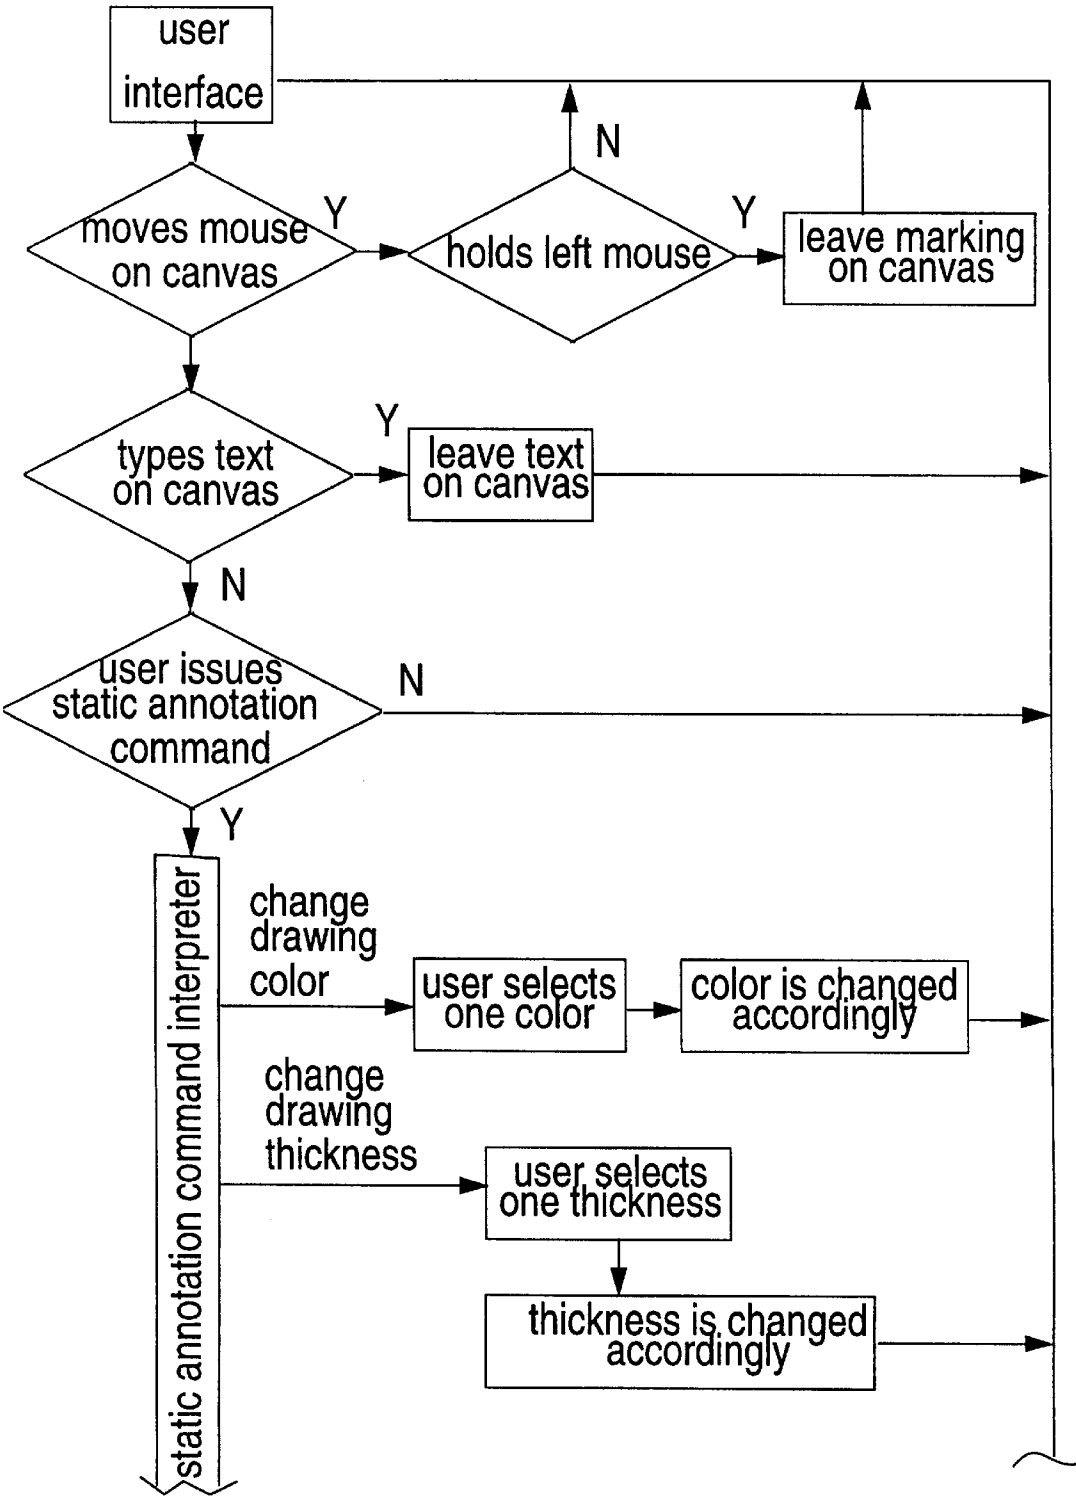 user
interface
N
Y
Y
moves mouse
on canvas
holds left mouse
leave marking
on canvas
Y
types text
on canvas
leave text
on canvas
N
user issues
static annotation
command
N
Y
static annotation command interpreter
change
drawing
color
user selects
one color
color is changed
accordingly
change
drawing
thickness
user selects
one thickness
thickness is changed
accordingly